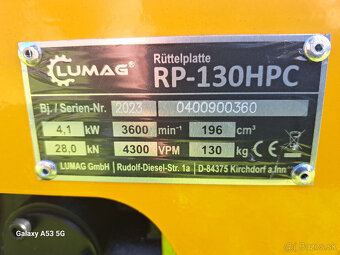 LUMAG®
Rüttelplatte
RP-130HPC
Bj. / Serien-Nr. 2023 0400900360
4,1 kW 3600 min⁻¹ 196 cm³
28,0 kN 4300 VPM 130 kg CE
LUMAG GmbH | Rudolf-Diesel-Str. 1a | D-84375 Kirchdorf a.Inn
Galaxy A53 5G